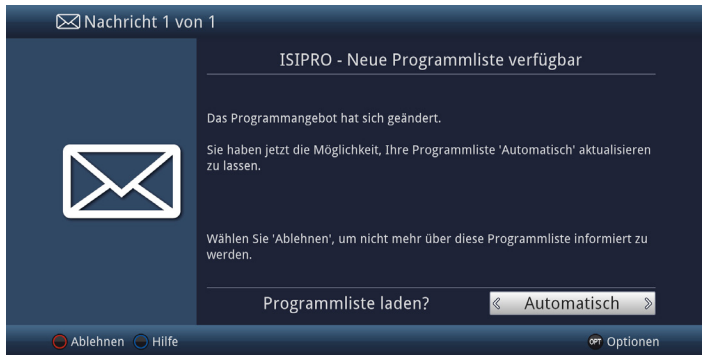 Nachricht 1 von 1
ISIPRO - Neue Programmliste verfügbar
Das Programmangebot hat sich geändert.
Sie haben jetzt die Möglichkeit, Ihre Programmliste 'Automatisch' aktualisieren
zu lassen.
Wählen Sie 'Ablehnen', um nicht mehr über diese Programmliste informiert zu
werden.
Programmliste laden? « Automatisch »
Ablehnen Hilfe OPT Optionen